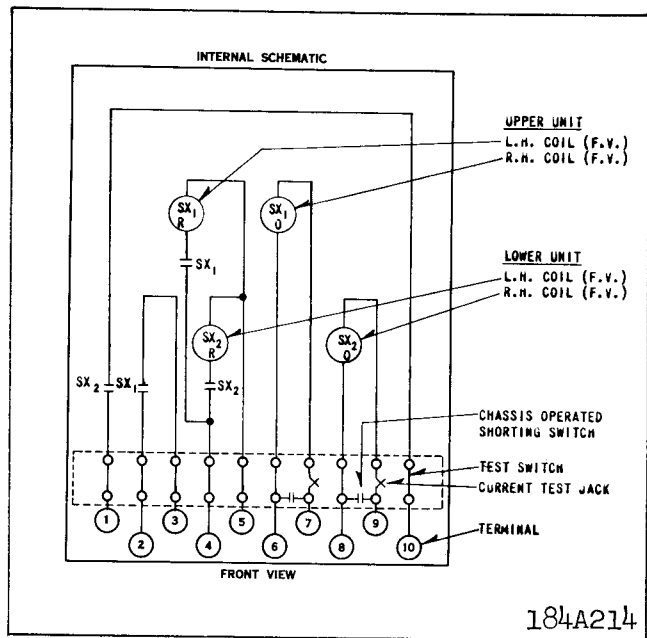 INTERNAL SCHEMATIC
UPPER UNIT
L.H. COIL (F.V.)
R.H. COIL (F.V.)
SX1
R
SX1
O
SX1
LOWER UNIT
L.H. COIL (F.V.)
R.H. COIL (F.V.)
SX2
R
SX2
O
SX2
SX1
SX2
CHASSIS OPERATED
SHORTING SWITCH
TEST SWITCH
CURRENT TEST JACK
1
3
5
7
9
2
4
6
8
10
TERMINAL
FRONT VIEW
184A214